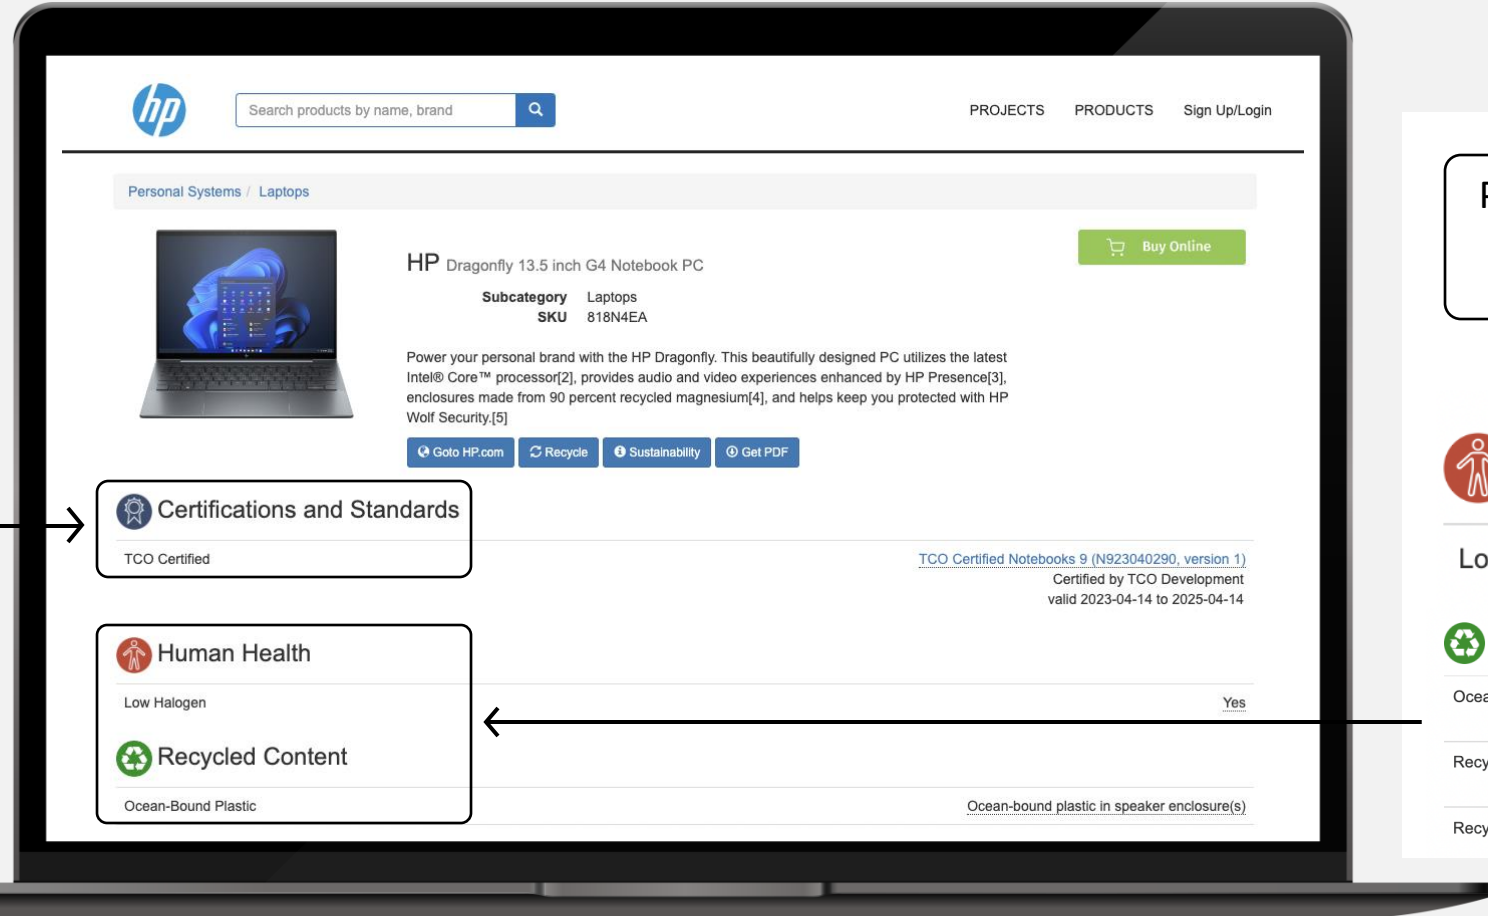 hp
Search products by name, brand
PROJECTS PRODUCTS Sign Up/Login
Personal Systems / Laptops
HP Dragonfly 13.5 inch G4 Notebook PC
Buy Online
Subcategory Laptops
SKU 818N4EA
Power your personal brand with the HP Dragonfly. This beautifully designed PC utilizes the latest
Intel® Core™ processor[2], provides audio and video experiences enhanced by HP Presence[3],
enclosures made from 90 percent recycled magnesium[4], and helps keep you protected with HP
Wolf Security.[5]
Goto HP.com Recycle Sustainability Get PDF
Certifications and Standards
TCO Certified
TCO Certified Notebooks 9 (N923040290, version 1)
Certified by TCO Development
valid 2023-04-14 to 2025-04-14
Human Health
Low Halogen Yes
Recycled Content
Ocean-Bound Plastic Ocean-bound plastic in speaker enclosure(s)